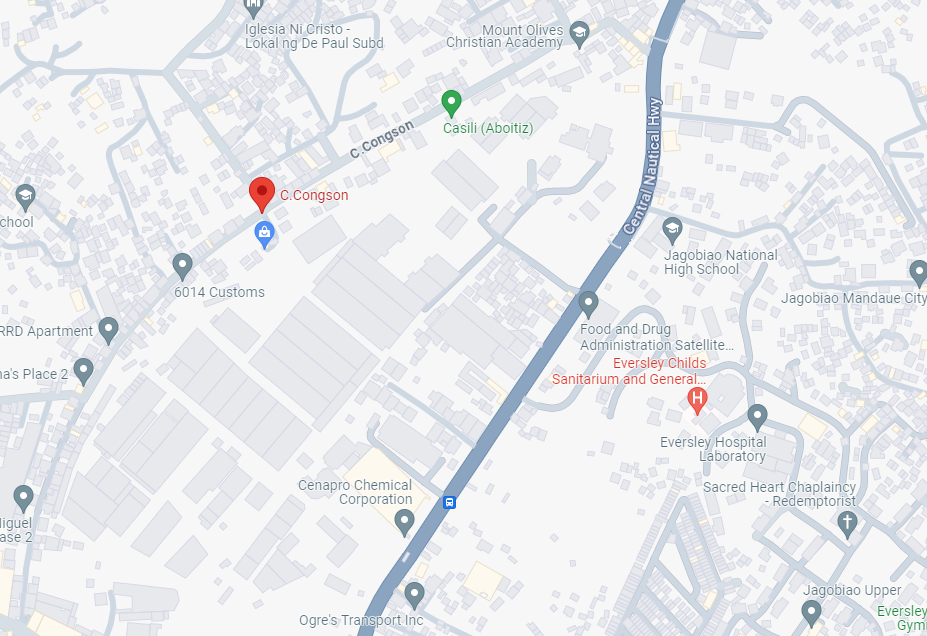 Iglesia Ni Cristo -
Lokal ng De Paul Subd
Mount Olives
Christian Academy
Casili (Aboitiz)
C.Congson
Central Nautical Hwy
C.Congson
chool
6014 Customs
Jagobiao National
High School
Jagobiao Mandaue City
RRD Apartment
Food and Drug
Administration Satellite...
na's Place 2
Eversley Childs
Sanitarium and General...
H
Eversley Hospital
Laboratory
Cenapro Chemical
Corporation
Sacred Heart Chaplaincy
- Redemptorist
liguel
ase 2
Jagobiao Upper
Ogre's Transport Inc
Eversley
Gym